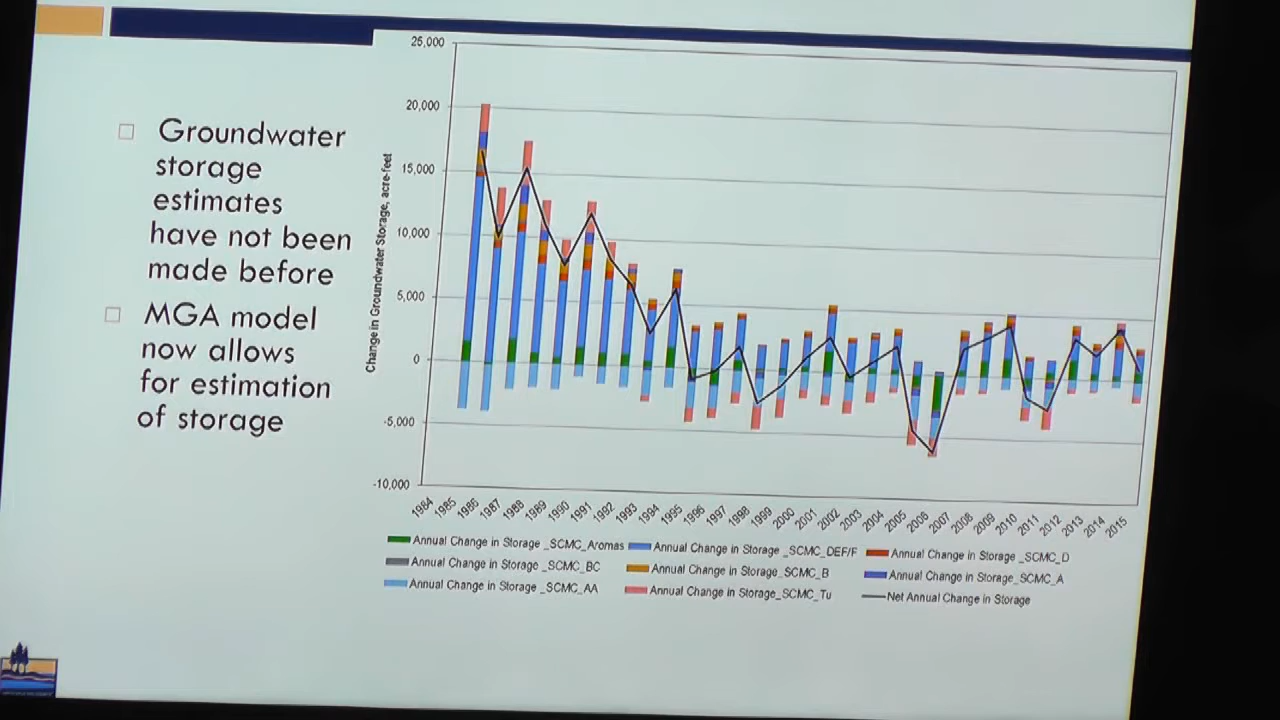 Groundwater
storage
estimates
have not been
made before
MGA model
now allows
for estimation
of storage
Change in Groundwater Storage, acre-feet
25,000
20,000
15,000
10,000
5,000
0
-5,000
-10,000
1984 1985 1986 1987 1988 1989 1990 1991 1992 1993 1994 1995 1996 1997 1998 1999 2000 2001 2002 2003 2004 2005 2006 2007 2008 2009 2010 2011 2012 2013 2014 2015
Annual Change in Storage _SCMC_Aromas Annual Change in Storage _SCMC_DEF/F Annual Change in Storage _SCMC_D
Annual Change in Storage _SCMC_BC Annual Change in Storage_SCMC_B Annual Change in Storage_SCMC_A
Annual Change in Storage _SCMC_AA Annual Change in Storage_SCMC_Tu Net Annual Change in Storage